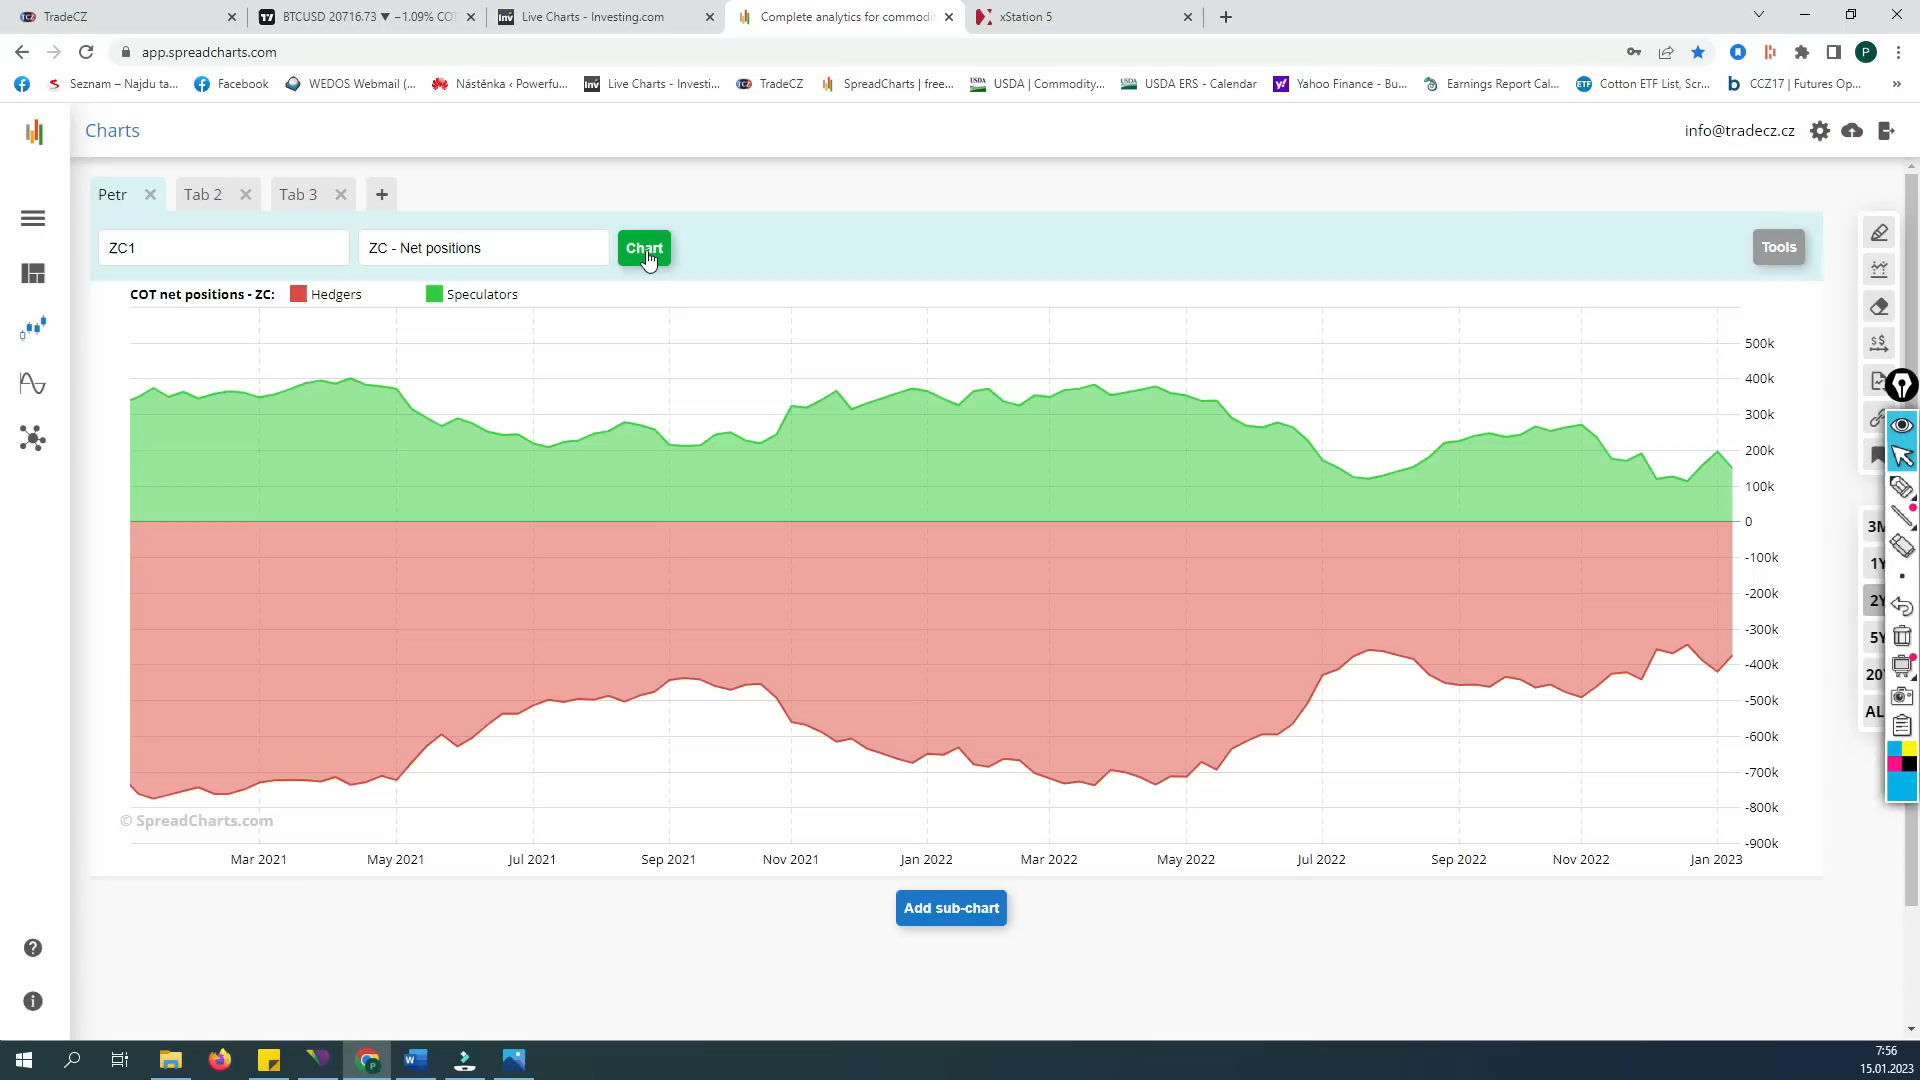 TradeCZ
BTCUSD 20716.73 ▼ −1.09% COT
Live Charts - Investing.com
Complete analytics for commodi
xStation 5
app.spreadcharts.com
Seznam – Najdu ta...
Facebook
WEDOS Webmail (...
Nástěnka ‹ Powerfu...
Live Charts - Investi...
TradeCZ
SpreadCharts | free...
USDA | Commodity...
USDA ERS - Calendar
Yahoo Finance - Bu...
Earnings Report Cal...
Cotton ETF List, Scr...
CCZ17 | Futures Op...
Charts
info@tradecz.cz
Petr
Tab 2
Tab 3
ZC1
ZC - Net positions
Chart
Tools
COT net positions - ZC:
Hedgers
Speculators
500k
400k
300k
200k
100k
0
-100k
-200k
-300k
-400k
-500k
-600k
-700k
-800k
-900k
3M
1Y
2Y
5Y
20
AL
© SpreadCharts.com
Mar 2021
May 2021
Jul 2021
Sep 2021
Nov 2021
Jan 2022
Mar 2022
May 2022
Jul 2022
Sep 2022
Nov 2022
Jan 2023
Add sub-chart
7:56
15.01.2023